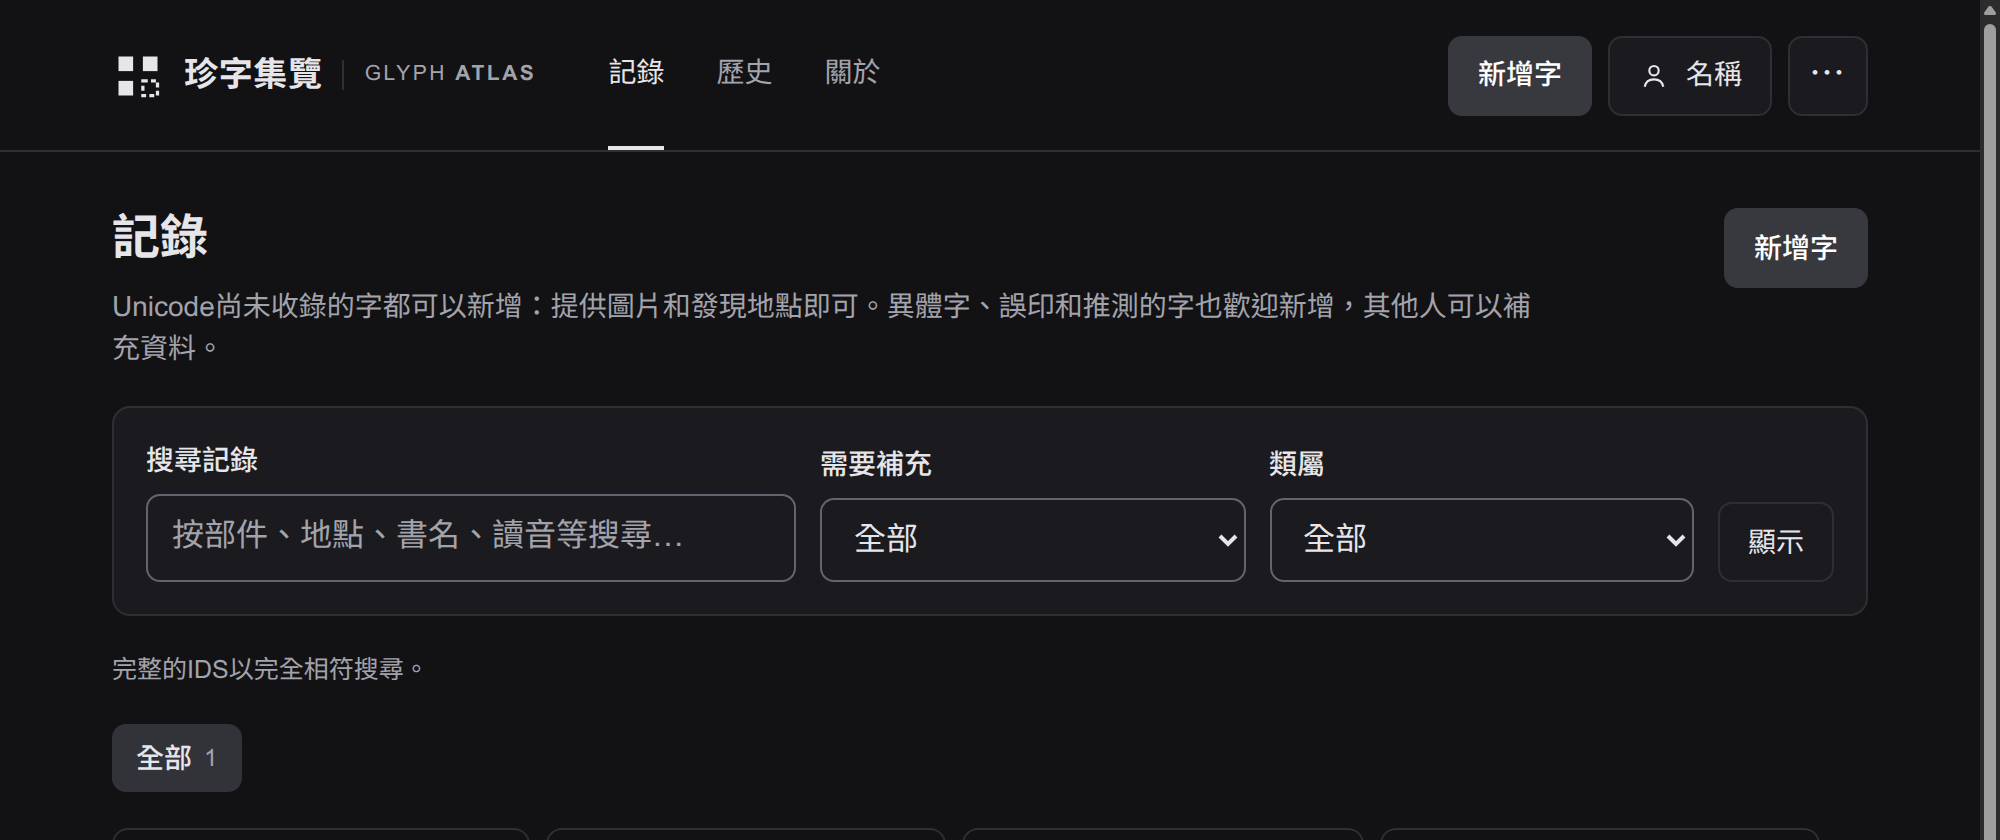 珍字集覽 GLYPH ATLAS 記錄 歷史 關於 新增字 名稱 ···
記錄
新增字
Unicode尚未收錄的字都可以新增：提供圖片和發現地點即可。異體字、誤印和推測的字也歡迎新增，其他人可以補
充資料。
搜尋記錄 需要補充 類屬
按部件、地點、書名、讀音等搜尋… 全部 全部 顯示
完整的IDS以完全相符搜尋。
全部 1